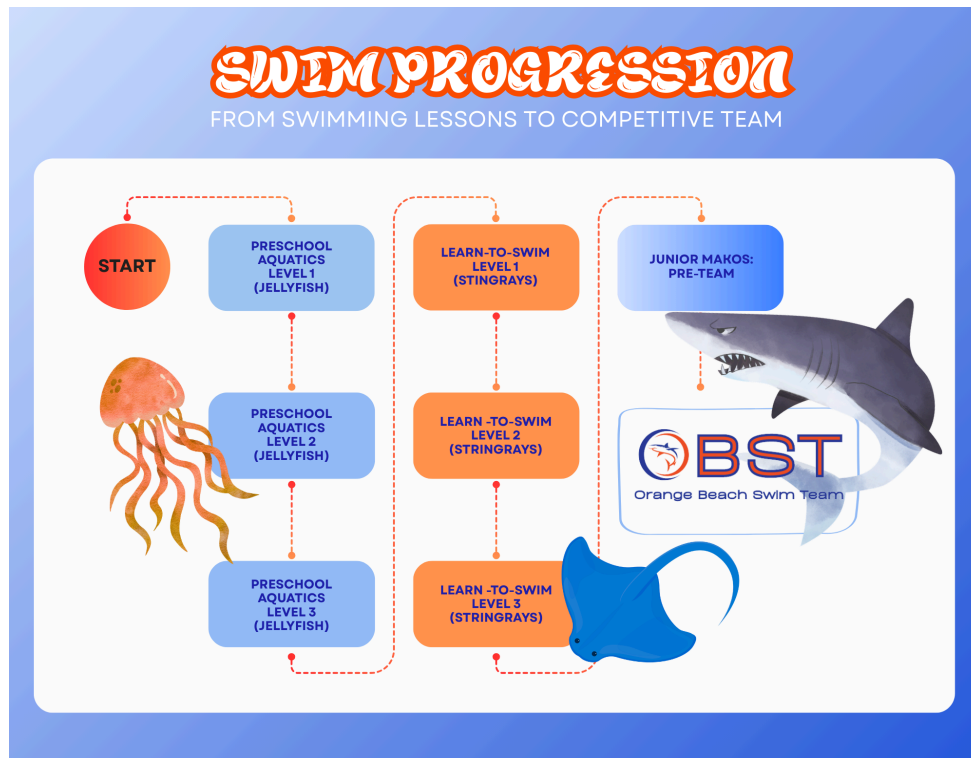 SWIM PROGRESSION
FROM SWIMMING LESSONS TO COMPETITIVE TEAM
START
PRESCHOOL
AQUATICS
LEVEL 1
(JELLYFISH)
PRESCHOOL
AQUATICS
LEVEL 2
(JELLYFISH)
PRESCHOOL
AQUATICS
LEVEL 3
(JELLYFISH)
LEARN-TO-SWIM
LEVEL 1
(STINGRAYS)
LEARN -TO-SWIM
LEVEL 2
(STRINGRAYS)
LEARN -TO-SWIM
LEVEL 3
(STRINGRAYS)
JUNIOR MAKOS:
PRE-TEAM
OBST
Orange Beach Swim Team